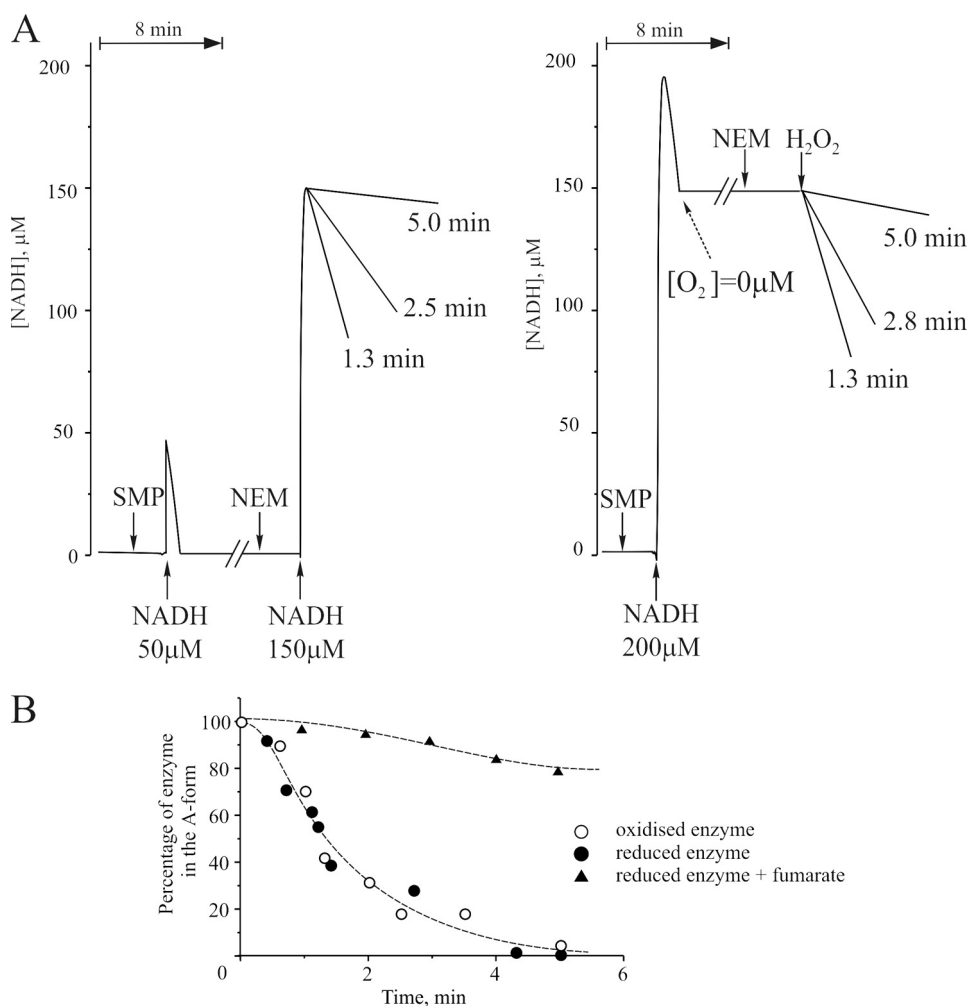 A
8 min
200
150
100
50
0
[NADH], μM
SMP
NEM
NADH
50μM
NADH
150μM
5.0 min
2.5 min
1.3 min
8 min
200
150
100
50
0
[NADH], μM
SMP
NADH
200μM
NEM
H₂O₂
[O₂]=0μM
5.0 min
2.8 min
1.3 min
B
Percentage of enzyme
in the A-form
100
80
60
40
20
0
2
4
6
Time, min
oxidised enzyme
reduced enzyme
reduced enzyme + fumarate